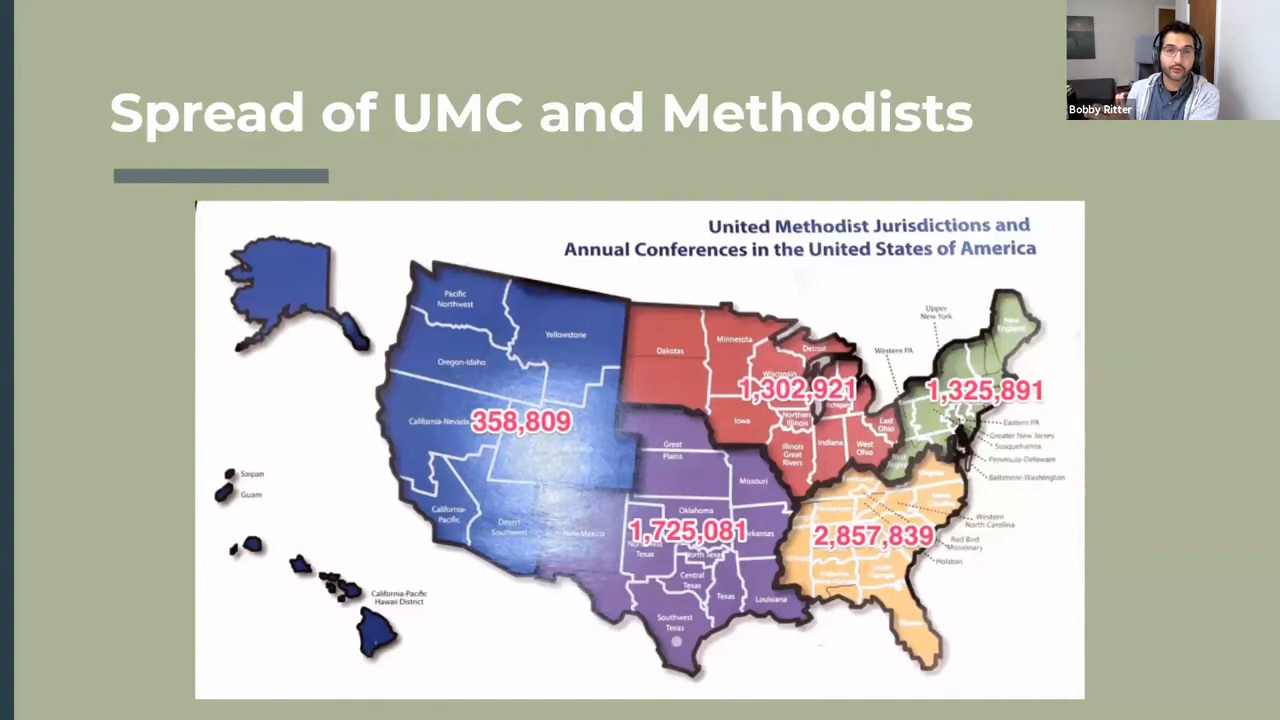 Spread of UMC and Methodists
Bobby Ritter
United Methodist Jurisdictions and
Annual Conferences in the United States of America
Pacific
Northwest
Yellowstone
Oregon-Idaho
California-Nevada
358,809
California-
Pacific
Desert
Southwest
New Mexico
Saipan
Guam
California-Pacific
Hawaii District
Dakotas
Minnesota
Wisconsin
Detroit
1,302,921
Michigan
Iowa
Northern
Illinois
Illinois
Great
Rivers
Indiana
East
Ohio
West
Ohio
Great
Plains
Missouri
Oklahoma
1,725,081
Arkansas
Northwest
Texas
North Texas
Central
Texas
Texas
Louisiana
Southwest
Texas
Upper
New York
Western PA
New
England
1,325,891
Eastern PA
Greater New Jersey
Susquehanna
Peninsula-Delaware
Baltimore-Washington
West
Virginia
Kentucky
2,857,839
Western
North Carolina
Red Bird
Missionary
Holston
Florida